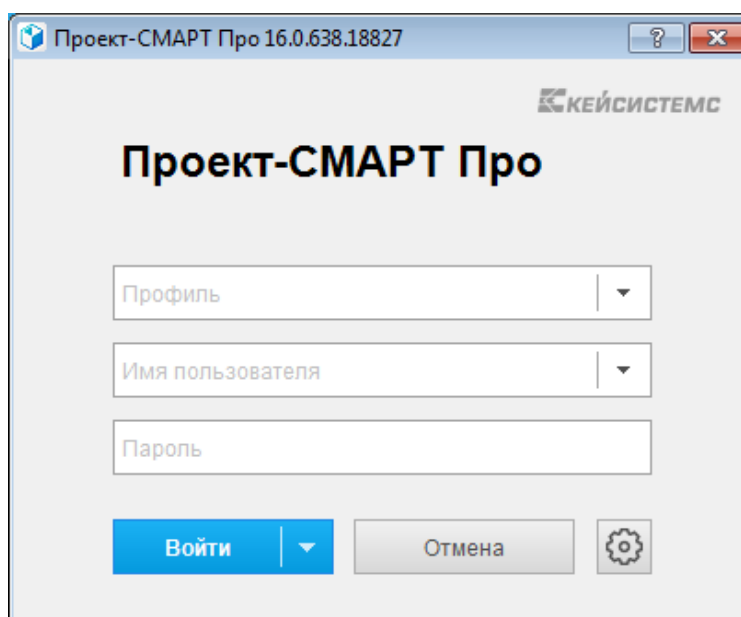 Проект-СМАРТ Про 16.0.638.18827
КЕЙСИСТЕМС
Проект-СМАРТ Про
Профиль
Имя пользователя
Пароль
Войти
Отмена